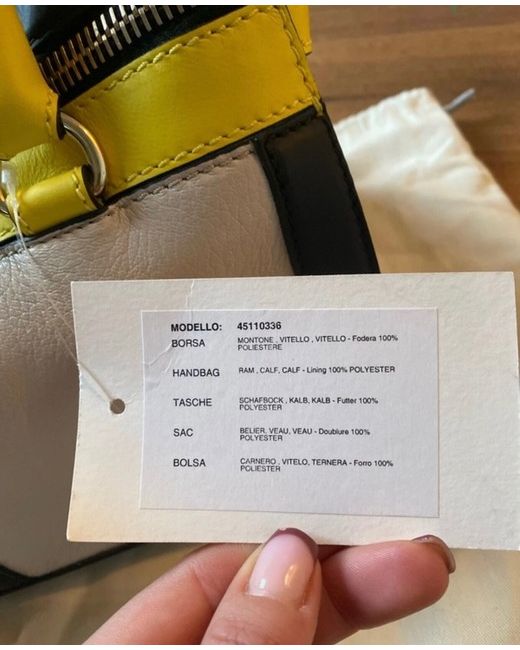 MODELLO: 45110336
BORSA MONTONE , VITELLO , VITELLO - Fodera 100%
POLIESTERE
HANDBAG RAM , CALF, CALF - Lining 100% POLYESTER
TASCHE SCHAFBOCK , KALB, KALB - Futter 100%
POLYESTER
SAC BELIER, VEAU, VEAU - Doublure 100%
POLYESTER
BOLSA CARNERO , VITELO, TERNERA - Forro 100%
POLIESTER